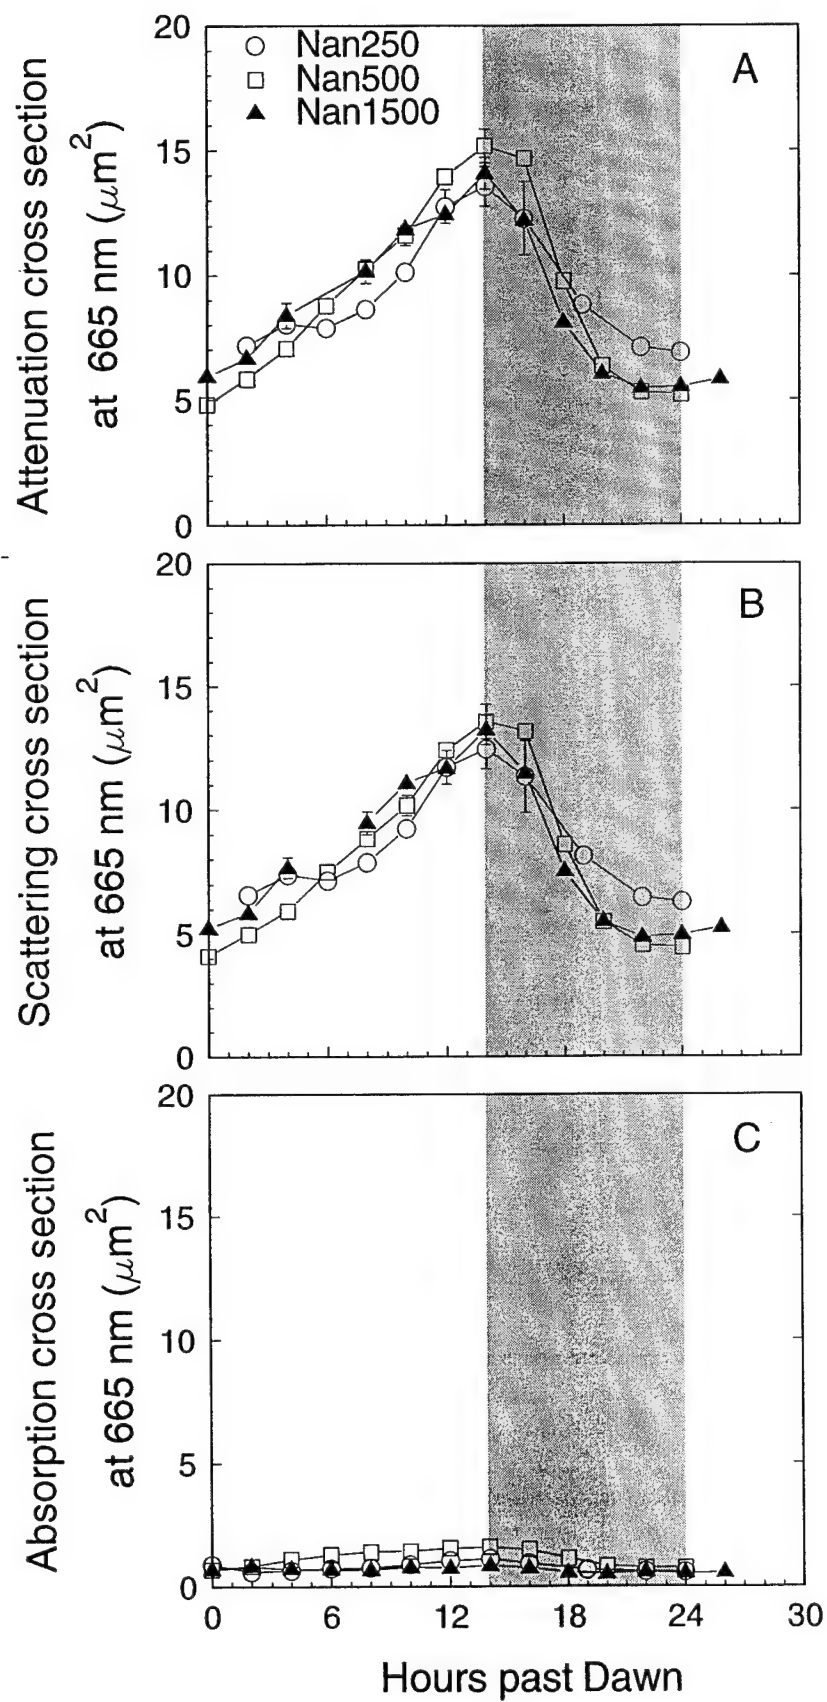 20
○ Nan250
□ Nan500
▲ Nan1500
A
15
10
5
0
Attenuation cross section
at 665 nm (μm²)
20
B
15
10
5
0
Scattering cross section
at 665 nm (μm²)
20
C
15
10
5
0
Absorption cross section
at 665 nm (μm²)
0 6 12 18 24 30
Hours past Dawn